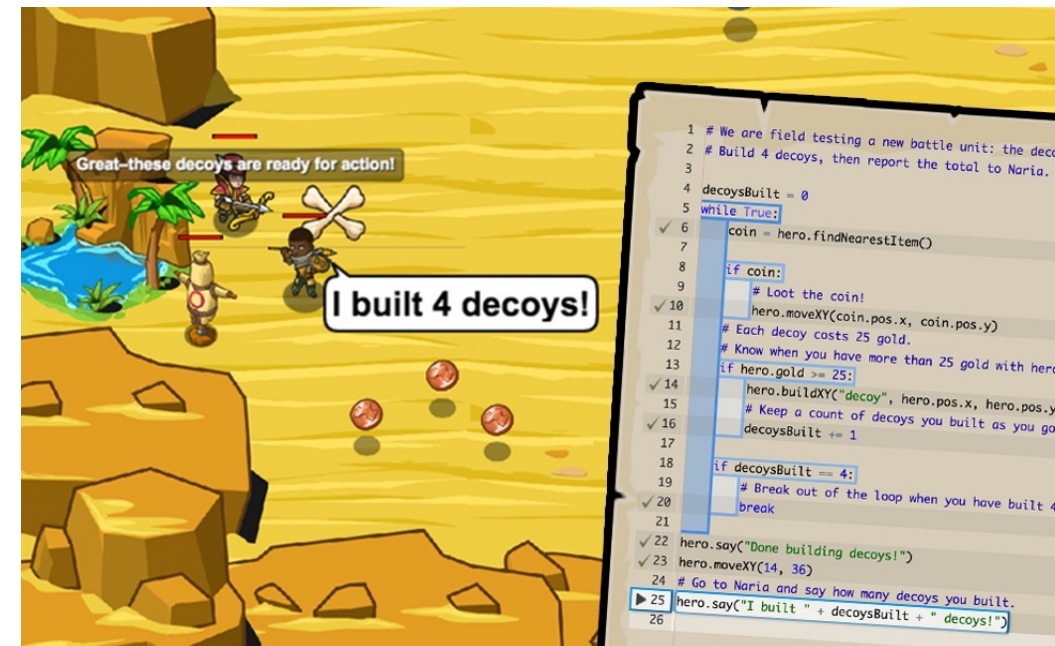 Great–these decoys are ready for action!
I built 4 decoys!
1 # We are field testing a new battle unit: the deco
2 # Build 4 decoys, then report the total to Naria.
3
4 decoysBuilt = 0
5 while True:
6 coin = hero.findNearestItem()
7
8 if coin:
9 # Loot the coin!
10 hero.moveXY(coin.pos.x, coin.pos.y)
11 # Each decoy costs 25 gold.
12 # Know when you have more than 25 gold with hero
13 if hero.gold >= 25:
14 hero.buildXY("decoy", hero.pos.x, hero.pos.y
15 # Keep a count of decoys you built as you go
16 decoysBuilt += 1
17
18 if decoysBuilt == 4:
19 # Break out of the loop when you have built 4
20 break
21
22 hero.say("Done building decoys!")
23 hero.moveXY(14, 36)
24 # Go to Naria and say how many decoys you built.
25 hero.say("I built " + decoysBuilt + " decoys!")
26